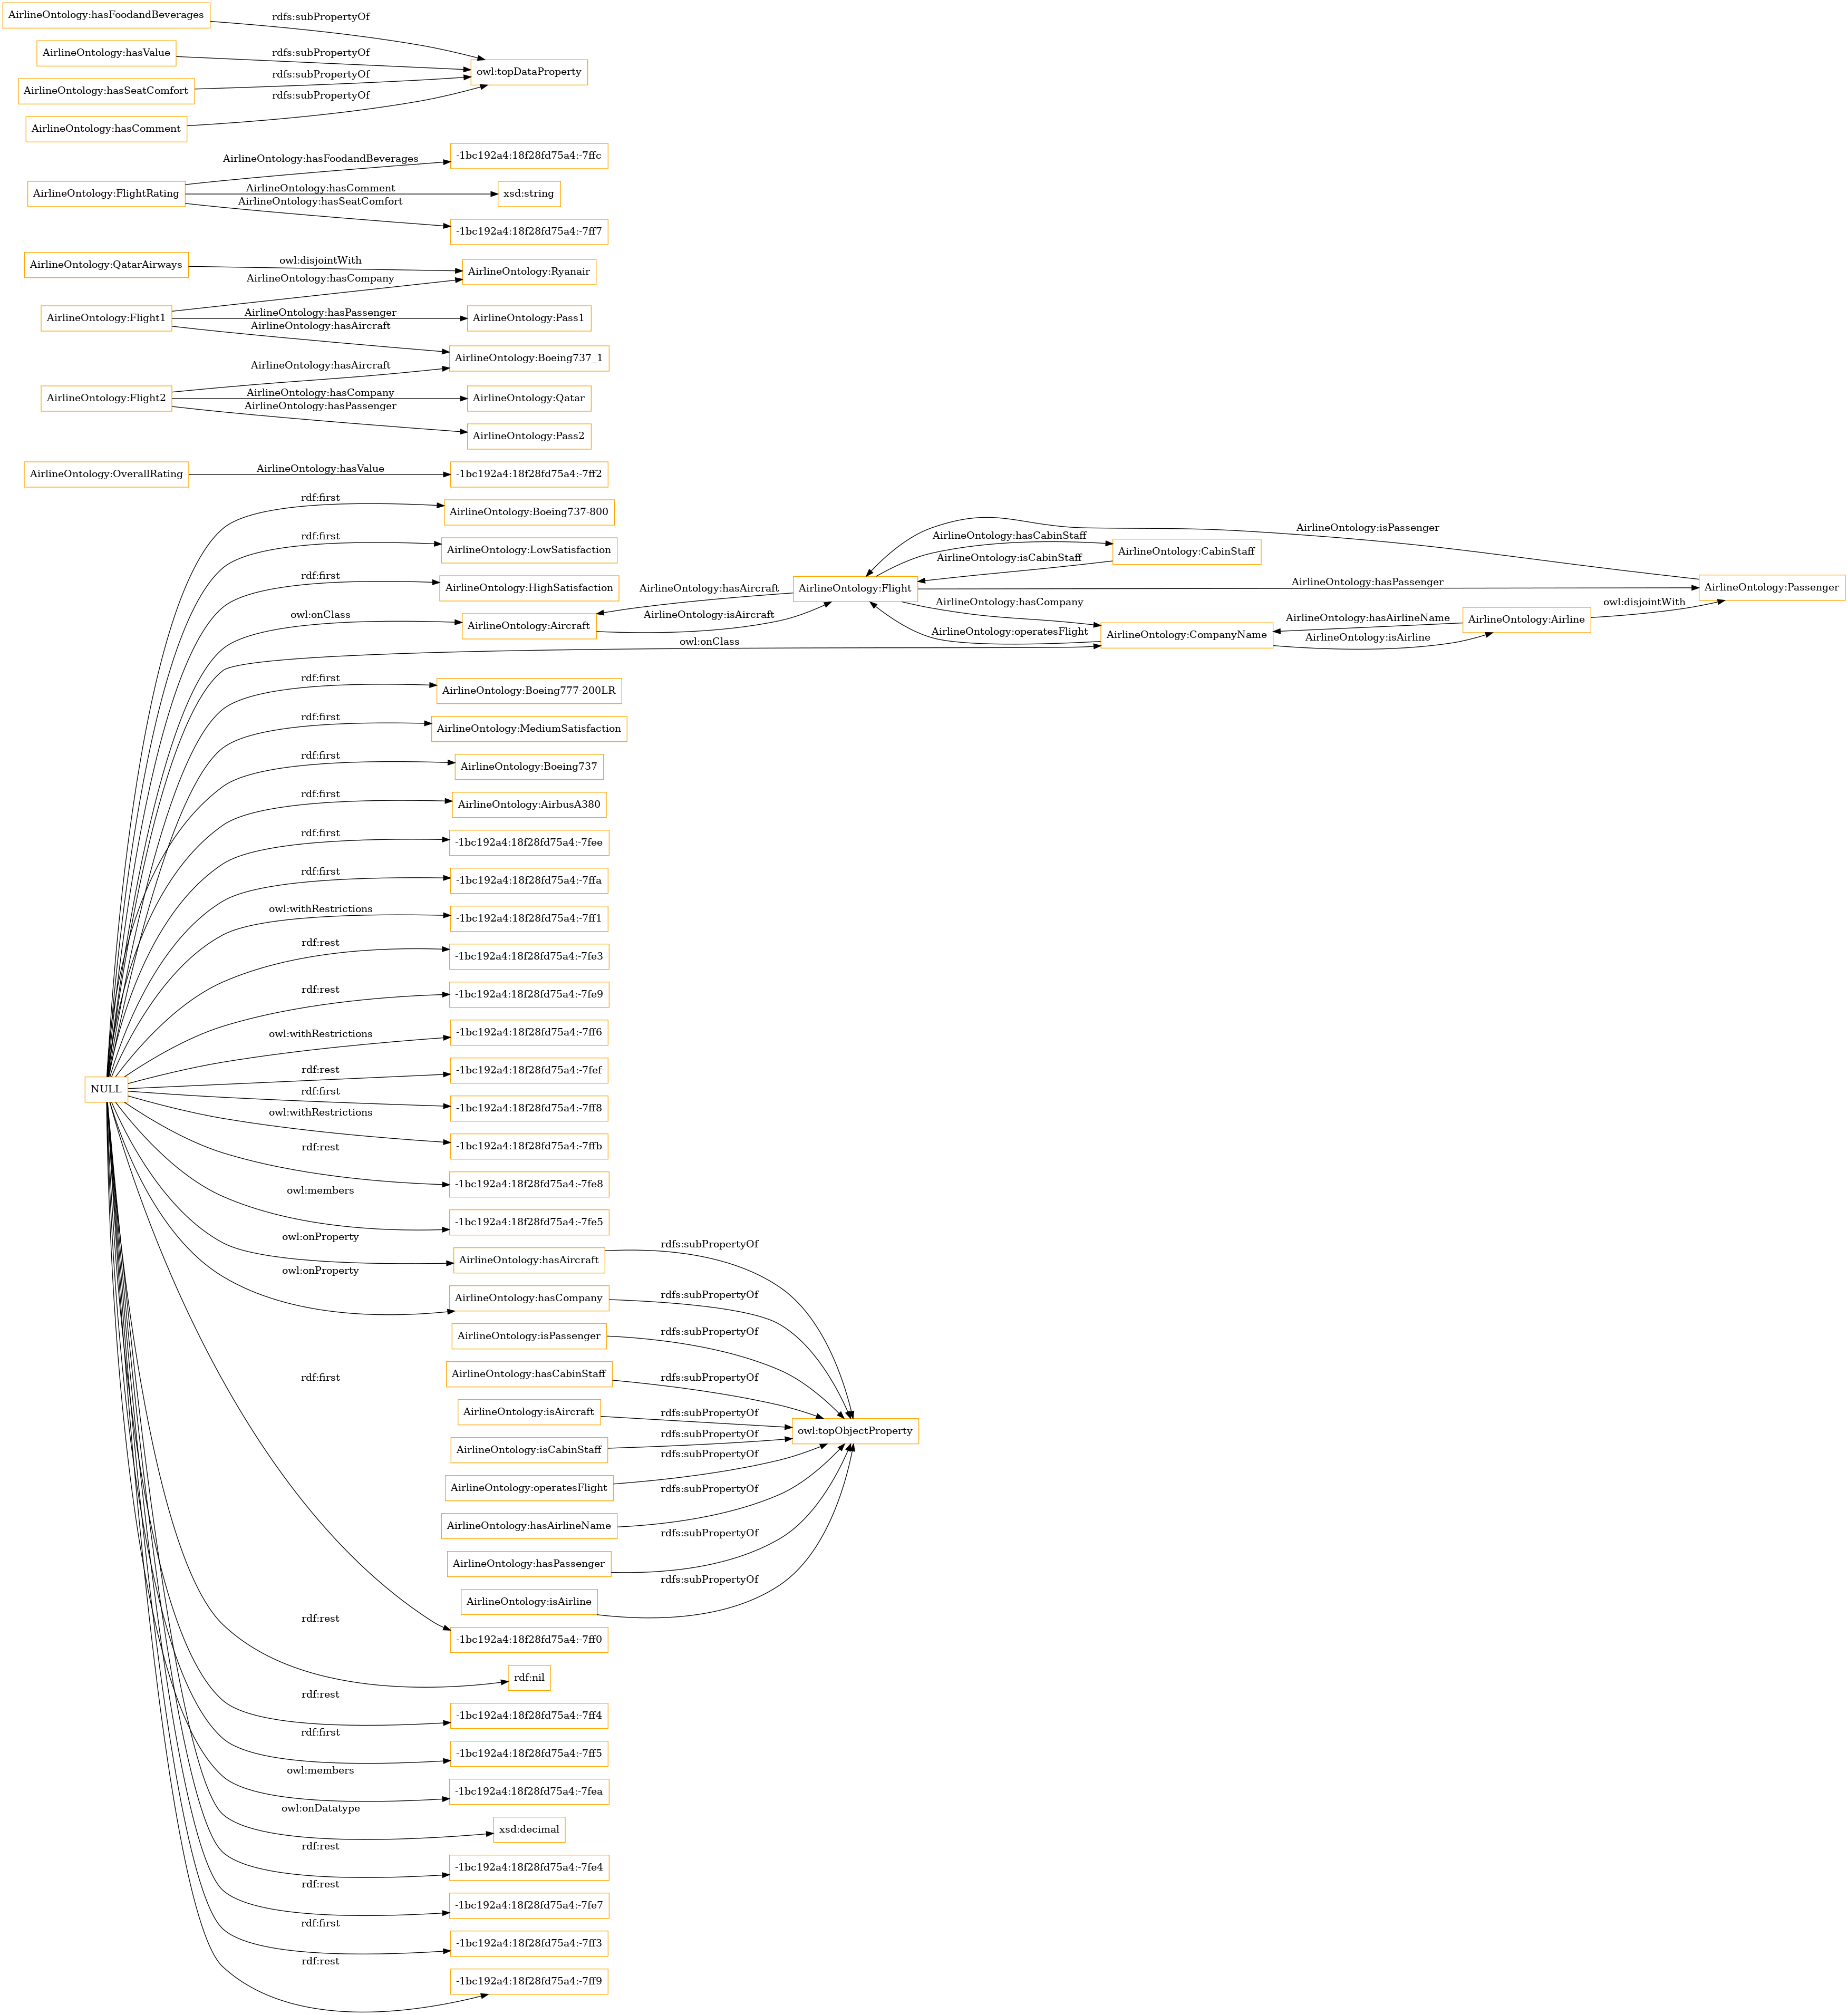 AirlineOntology:hasFoodandBeverages
rdfs:subPropertyOf
AirlineOntology:hasValue
rdfs:subPropertyOf
owl:topDataProperty
AirlineOntology:hasSeatComfort
rdfs:subPropertyOf
AirlineOntology:hasComment
rdfs:subPropertyOf
AirlineOntology:FlightRating
AirlineOntology:hasFoodandBeverages
-1bc192a4:18f28fd75a4:-7ffc
AirlineOntology:hasComment
xsd:string
AirlineOntology:hasSeatComfort
-1bc192a4:18f28fd75a4:-7ff7
AirlineOntology:QatarAirways
owl:disjointWith
AirlineOntology:Ryanair
AirlineOntology:Flight1
AirlineOntology:hasCompany
AirlineOntology:hasPassenger
AirlineOntology:Pass1
AirlineOntology:hasAircraft
AirlineOntology:Boeing737_1
AirlineOntology:Flight2
AirlineOntology:hasAircraft
AirlineOntology:hasCompany
AirlineOntology:Qatar
AirlineOntology:hasPassenger
AirlineOntology:Pass2
AirlineOntology:OverallRating
AirlineOntology:hasValue
-1bc192a4:18f28fd75a4:-7ff2
NULL
rdf:first
AirlineOntology:Boeing737-800
rdf:first
AirlineOntology:LowSatisfaction
rdf:first
AirlineOntology:HighSatisfaction
owl:onClass
AirlineOntology:Aircraft
owl:onClass
AirlineOntology:hasAircraft
AirlineOntology:isAircraft
AirlineOntology:Flight
AirlineOntology:hasCabinStaff
AirlineOntology:isCabinStaff
AirlineOntology:CabinStaff
AirlineOntology:isPassenger
AirlineOntology:hasPassenger
AirlineOntology:Passenger
AirlineOntology:hasCompany
AirlineOntology:operatesFlight
AirlineOntology:CompanyName
AirlineOntology:hasAirlineName
AirlineOntology:isAirline
AirlineOntology:Airline
owl:disjointWith
rdf:first
AirlineOntology:Boeing777-200LR
rdf:first
AirlineOntology:MediumSatisfaction
rdf:first
AirlineOntology:Boeing737
rdf:first
AirlineOntology:AirbusA380
rdf:first
-1bc192a4:18f28fd75a4:-7fee
rdf:first
-1bc192a4:18f28fd75a4:-7ffa
owl:withRestrictions
-1bc192a4:18f28fd75a4:-7ff1
rdf:rest
-1bc192a4:18f28fd75a4:-7fe3
rdf:rest
-1bc192a4:18f28fd75a4:-7fe9
owl:withRestrictions
-1bc192a4:18f28fd75a4:-7ff6
rdf:rest
-1bc192a4:18f28fd75a4:-7fef
rdf:first
-1bc192a4:18f28fd75a4:-7ff8
owl:withRestrictions
-1bc192a4:18f28fd75a4:-7ffb
rdf:rest
-1bc192a4:18f28fd75a4:-7fe8
owl:members
-1bc192a4:18f28fd75a4:-7fe5
owl:onProperty
AirlineOntology:hasAircraft
rdfs:subPropertyOf
owl:onProperty
AirlineOntology:hasCompany
rdfs:subPropertyOf
AirlineOntology:isPassenger
rdfs:subPropertyOf
AirlineOntology:hasCabinStaff
rdfs:subPropertyOf
AirlineOntology:isAircraft
rdfs:subPropertyOf
owl:topObjectProperty
AirlineOntology:isCabinStaff
rdfs:subPropertyOf
AirlineOntology:operatesFlight
rdfs:subPropertyOf
AirlineOntology:hasAirlineName
rdfs:subPropertyOf
AirlineOntology:hasPassenger
rdfs:subPropertyOf
AirlineOntology:isAirline
rdfs:subPropertyOf
rdf:first
-1bc192a4:18f28fd75a4:-7ff0
rdf:rest
rdf:nil
rdf:rest
-1bc192a4:18f28fd75a4:-7ff4
rdf:first
-1bc192a4:18f28fd75a4:-7ff5
owl:members
-1bc192a4:18f28fd75a4:-7fea
owl:onDatatype
xsd:decimal
rdf:rest
-1bc192a4:18f28fd75a4:-7fe4
rdf:rest
-1bc192a4:18f28fd75a4:-7fe7
rdf:first
-1bc192a4:18f28fd75a4:-7ff3
rdf:rest
-1bc192a4:18f28fd75a4:-7ff9